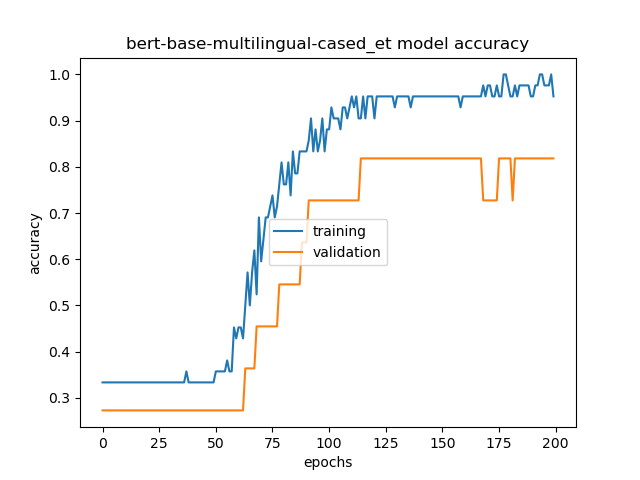 bert-base-multilingual-cased_et model accuracy
1.0
0.9
0.8
0.7
0.6
0.5
0.4
0.3
accuracy
training
validation
0 25 50 75 100 125 150 175 200
epochs